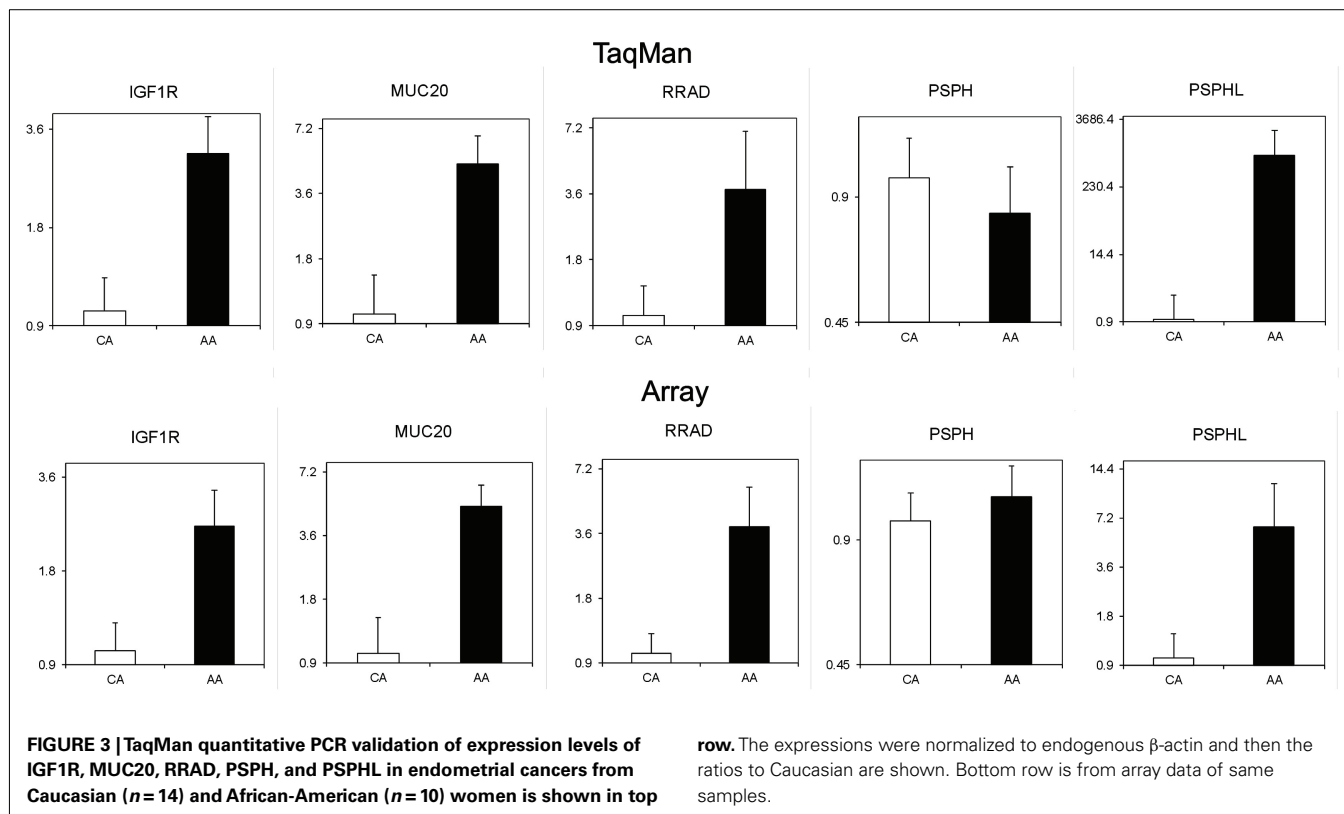 TaqMan
IGF1R
MUC20
RRAD
PSPH
PSPHL
3.6
1.8
0.9
CA
AA
7.2
3.6
1.8
0.9
CA
AA
7.2
3.6
1.8
0.9
CA
AA
0.9
0.45
CA
AA
3686.4
230.4
14.4
0.9
CA
AA
Array
IGF1R
MUC20
RRAD
PSPH
PSPHL
3.6
1.8
0.9
CA
AA
7.2
3.6
1.8
0.9
CA
AA
7.2
3.6
1.8
0.9
CA
AA
0.9
0.45
CA
AA
14.4
7.2
3.6
1.8
0.9
CA
AA
FIGURE 3 | TaqMan quantitative PCR validation of expression levels of
IGF1R, MUC20, RRAD, PSPH, and PSPHL in endometrial cancers from
Caucasian (n = 14) and African-American (n = 10) women is shown in top
row. The expressions were normalized to endogenous β-actin and then the
ratios to Caucasian are shown. Bottom row is from array data of same
samples.